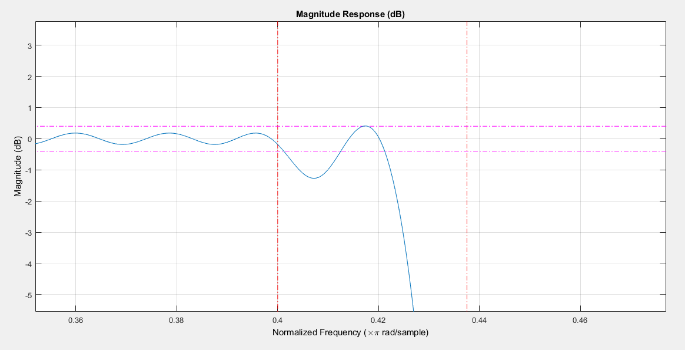 Magnitude Response (dB)
3
2
1
0
-1
-2
-3
-4
-5
Magnitude (dB)
0.36 0.38 0.4 0.42 0.44 0.46
Normalized Frequency (×π rad/sample)